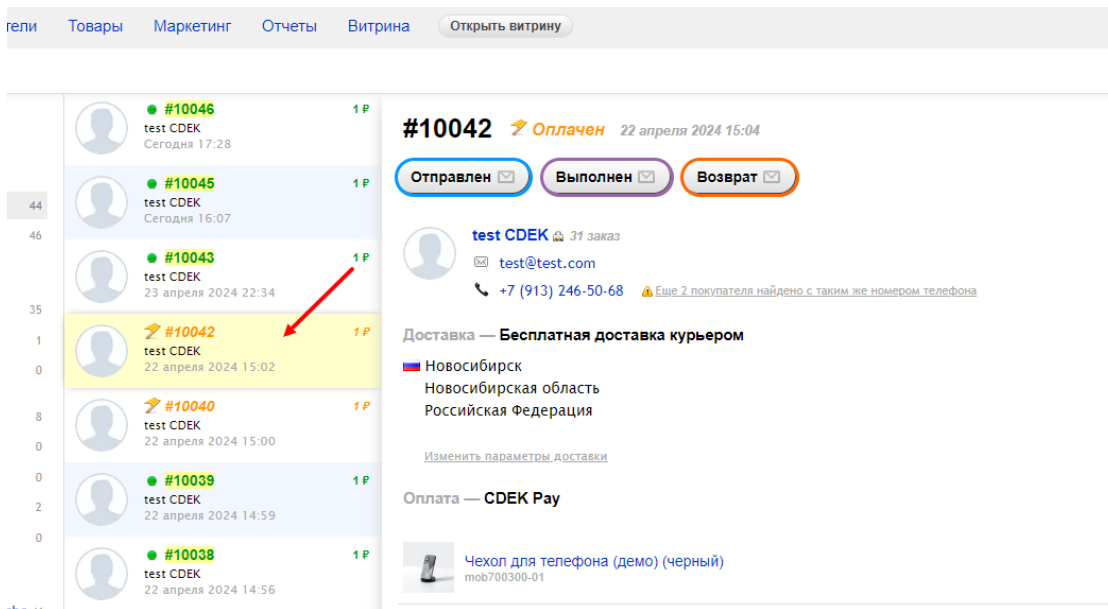 Товары Маркетинг Отчеты Витрина Открыть витрину
44
46
35
1
0
8
0
0
2
0
#10046 1 ₽
test CDEK
Сегодня 17:28
#10045 1 ₽
test CDEK
Сегодня 16:07
#10043 1 ₽
test CDEK
23 апреля 2024 22:34
#10042 1 ₽
test CDEK
22 апреля 2024 15:02
#10040 1 ₽
test CDEK
22 апреля 2024 15:00
#10039 1 ₽
test CDEK
22 апреля 2024 14:59
#10038 1 ₽
test CDEK
22 апреля 2024 14:56
#10042 Оплачен 22 апреля 2024 15:04
Отправлен Выполнен Возврат
test CDEK 31 заказ
test@test.com
+7 (913) 246-50-68 Еще 2 покупателя найдено с таким же номером телефона
Доставка — Бесплатная доставка курьером
Новосибирск
Новосибирская область
Российская Федерация
Изменить параметры доставки
Оплата — CDEK Pay
Чехол для телефона (демо) (черный)
mob700300-01